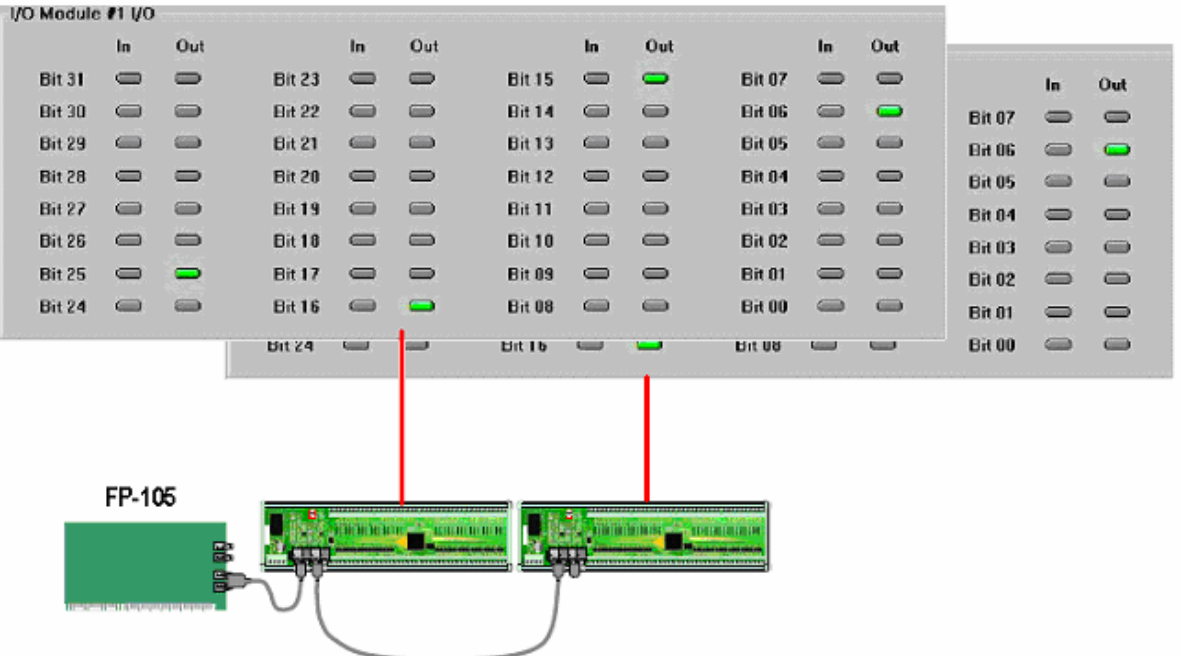 I/O Module #1 I/O
In Out In Out In Out In Out
Bit 31 Bit 23 Bit 15 Bit 07
Bit 30 Bit 22 Bit 14 Bit 06
Bit 29 Bit 21 Bit 13 Bit 05
Bit 28 Bit 20 Bit 12 Bit 04
Bit 27 Bit 19 Bit 11 Bit 03
Bit 26 Bit 18 Bit 10 Bit 02
Bit 25 Bit 17 Bit 09 Bit 01
Bit 24 Bit 16 Bit 08 Bit 00
In Out
Bit 07
Bit 06
Bit 05
Bit 04
Bit 03
Bit 02
Bit 01
Bit 24 Bit 16 Bit 08 Bit 00
FP-105